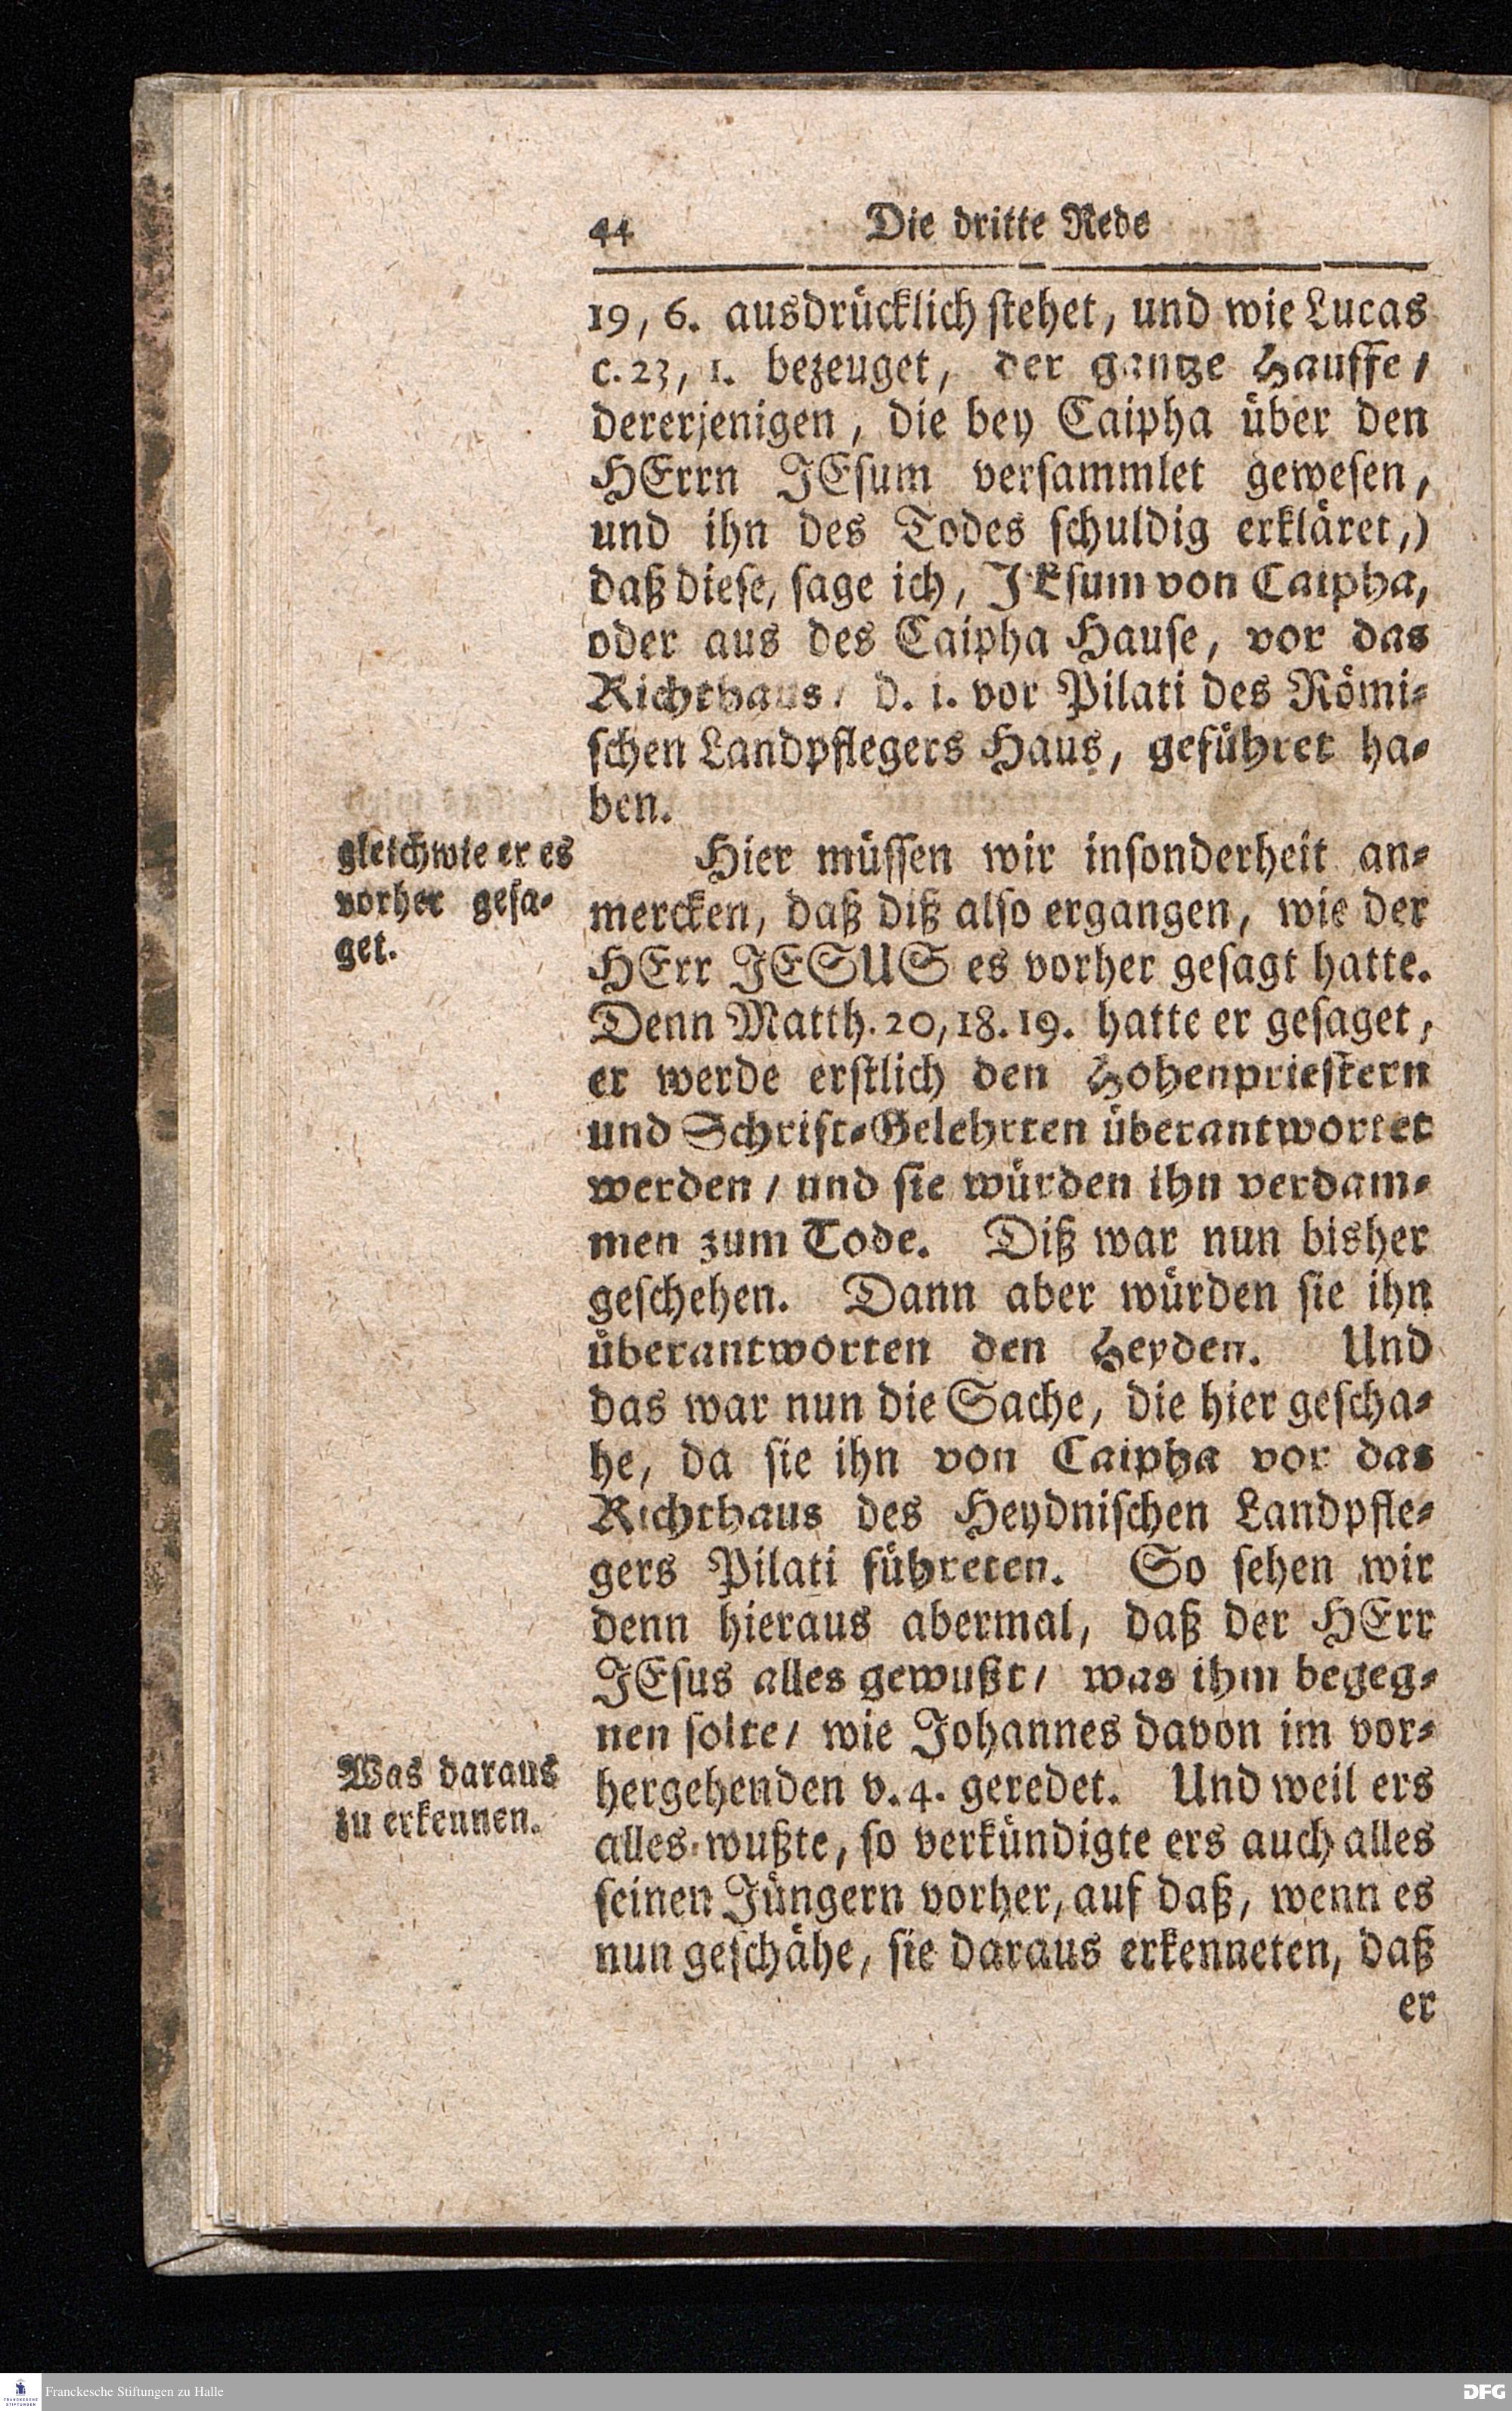 44 Die dritte Rede
19, 6. ausdrücklich stehet, und wie Lucas
c. 23, 1. bezeuget, der gantze Hauffe /
dererjenigen, die bey Caipha über den
HErrn JEsum versammlet gewesen,
und ihn des Todes schuldig erkläret,)
daß diese, sage ich, JEsum von Caipha,
oder aus des Caipha Hause, vor das
Richthaus / d. i. vor Pilati des Römi-
schen Landpflegers Haus, geführet ha-
ben.
gleichwie er es
vorher gesa-
get.
Hier müssen wir insonderheit an-
mercken, daß diß also ergangen, wie der
HErr JESUS es vorher gesagt hatte.
Denn Matth. 20, 18. 19. hatte er gesaget,
er werde erstlich den Hohenpriestern
und Schrift-Gelehrten überantwortet
werden / und sie würden ihn verdam-
men zum Tode. Diß war nun bisher
geschehen. Dann aber würden sie ihn
überantworten den Heyden. Und
das war nun die Sache, die hier gescha-
he, da sie ihn von Caipha vor das
Richthaus des Heydnischen Landpfle-
gers Pilati führeten. So sehen wir
denn hieraus abermal, daß der HErr
JEsus alles gewußt / was ihm begeg-
nen solte / wie Johannes davon im vor-
Was daraus
zu erkennen.
hergehenden v. 4. geredet. Und weil ers
alles wußte, so verkündigte ers auch alles
seinen Jüngern vorher, auf daß, wenn es
nun geschähe, sie daraus erkenneten, daß
er
FRANCKESCHE
STIFTUNGEN
Franckesche Stiftungen zu Halle
DFG